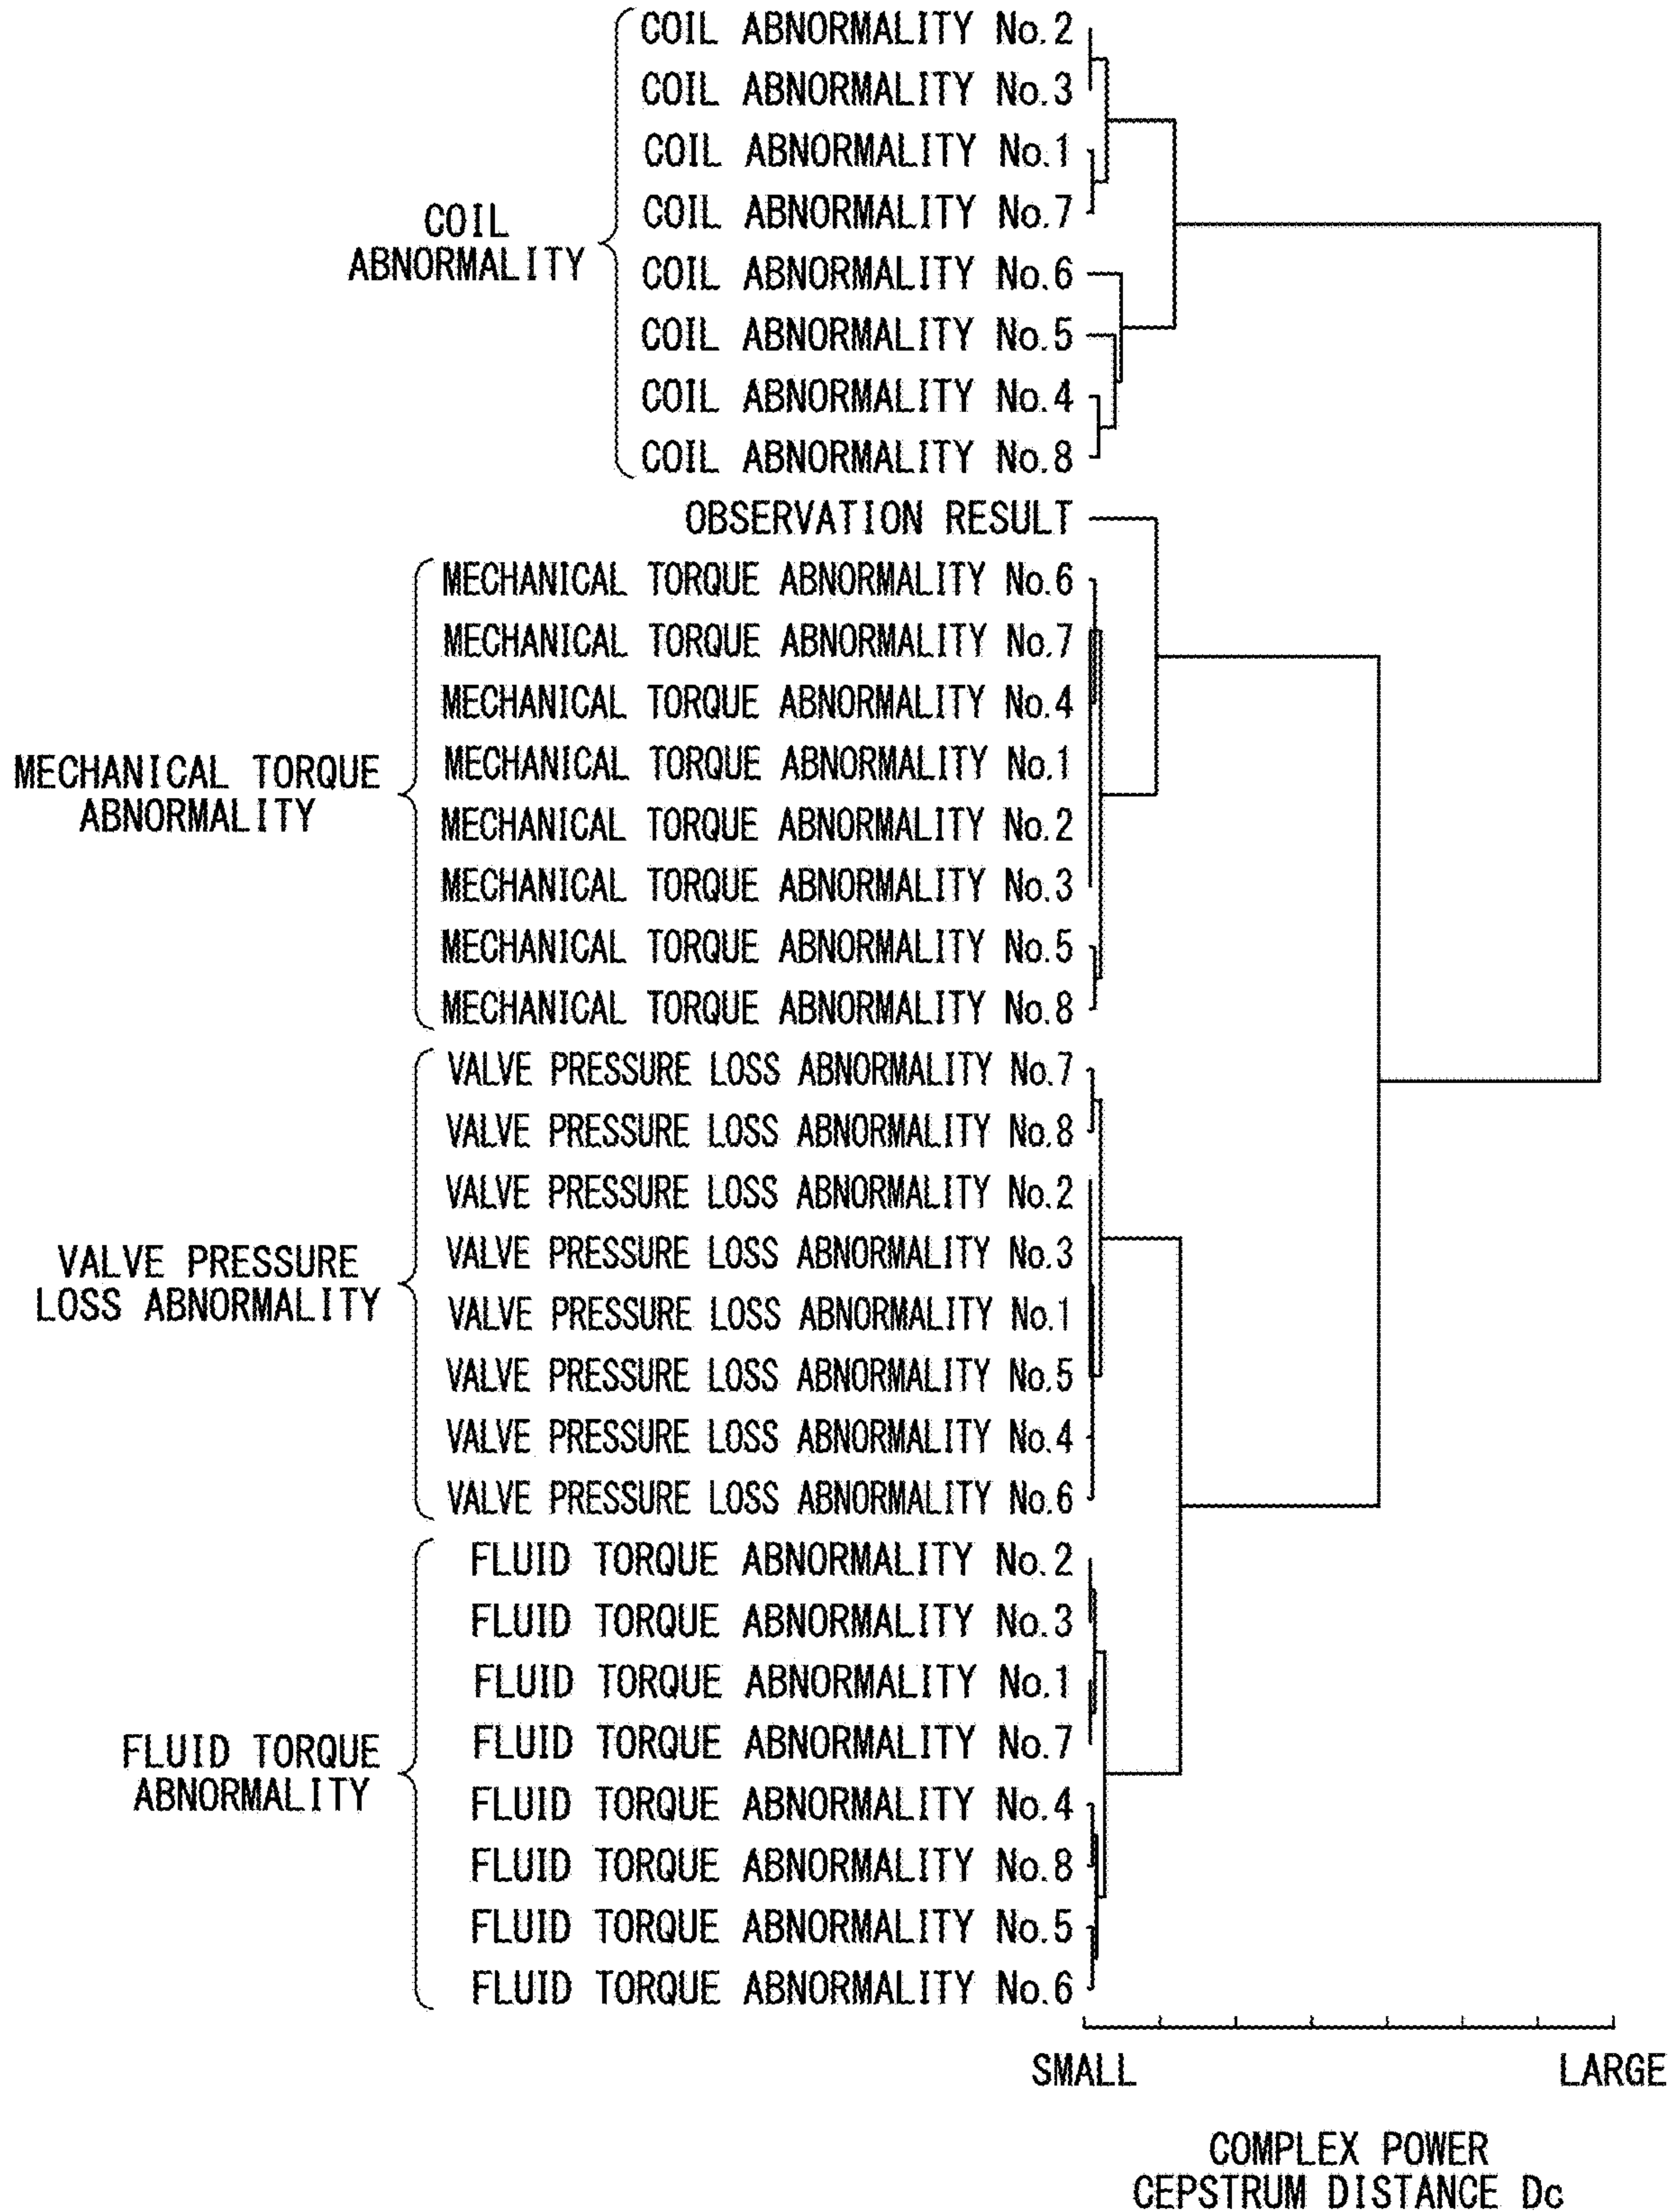 COIL ABNORMALITY No.2
COIL ABNORMALITY No.3
COIL ABNORMALITY No.1
COIL ABNORMALITY No.7
COIL ABNORMALITY No.6
COIL ABNORMALITY No.5
COIL ABNORMALITY No.4
COIL ABNORMALITY No.8
COIL
ABNORMALITY
OBSERVATION RESULT
MECHANICAL TORQUE ABNORMALITY No.6
MECHANICAL TORQUE ABNORMALITY No.7
MECHANICAL TORQUE ABNORMALITY No.4
MECHANICAL TORQUE ABNORMALITY No.1
MECHANICAL TORQUE ABNORMALITY No.2
MECHANICAL TORQUE ABNORMALITY No.3
MECHANICAL TORQUE ABNORMALITY No.5
MECHANICAL TORQUE ABNORMALITY No.8
MECHANICAL TORQUE
ABNORMALITY
VALVE PRESSURE LOSS ABNORMALITY No.7
VALVE PRESSURE LOSS ABNORMALITY No.8
VALVE PRESSURE LOSS ABNORMALITY No.2
VALVE PRESSURE LOSS ABNORMALITY No.3
VALVE PRESSURE LOSS ABNORMALITY No.1
VALVE PRESSURE LOSS ABNORMALITY No.5
VALVE PRESSURE LOSS ABNORMALITY No.4
VALVE PRESSURE LOSS ABNORMALITY No.6
VALVE PRESSURE
LOSS ABNORMALITY
FLUID TORQUE ABNORMALITY No.2
FLUID TORQUE ABNORMALITY No.3
FLUID TORQUE ABNORMALITY No.1
FLUID TORQUE ABNORMALITY No.7
FLUID TORQUE ABNORMALITY No.4
FLUID TORQUE ABNORMALITY No.8
FLUID TORQUE ABNORMALITY No.5
FLUID TORQUE ABNORMALITY No.6
FLUID TORQUE
ABNORMALITY
SMALL
LARGE
COMPLEX POWER
CEPSTRUM DISTANCE Dc